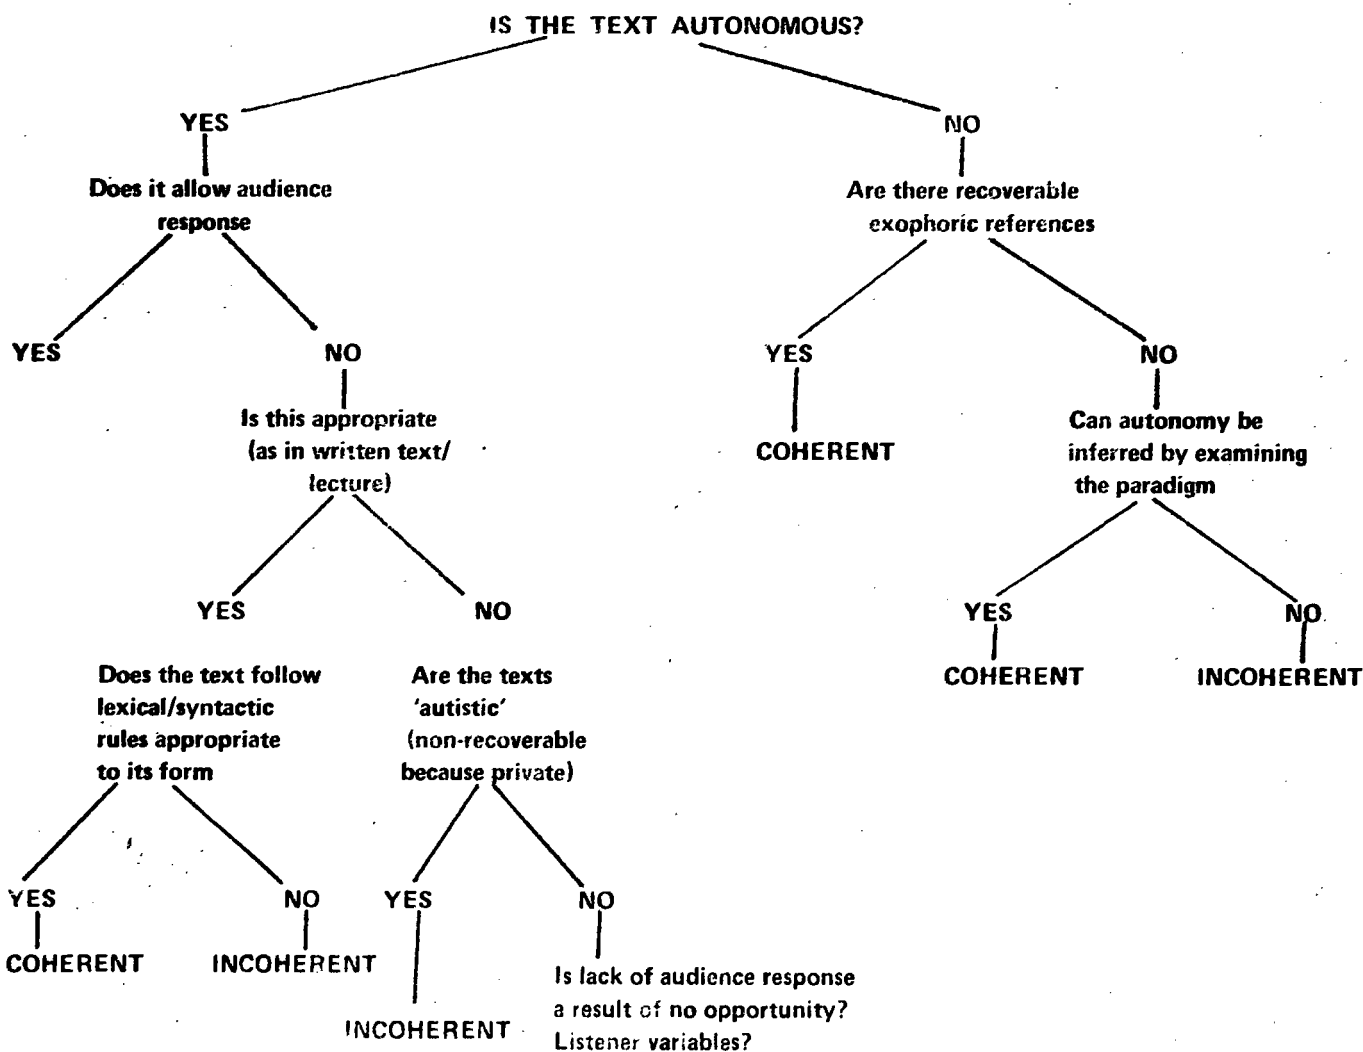 IS THE TEXT AUTONOMOUS?
YES
NO
Does it allow audience
response
Are there recoverable
exophoric references
YES
NO
YES
NO
Is this appropriate
(as in written text/
lecture)
COHERENT
Can autonomy be
inferred by examining
the paradigm
YES
NO
YES
NO
COHERENT
INCOHERENT
Does the text follow
lexical/syntactic
rules appropriate
to its form
Are the texts
'autistic'
(non-recoverable
because private)
YES
NO
YES
NO
COHERENT
INCOHERENT
INCOHERENT
Is lack of audience response
a result of no opportunity?
Listener variables?